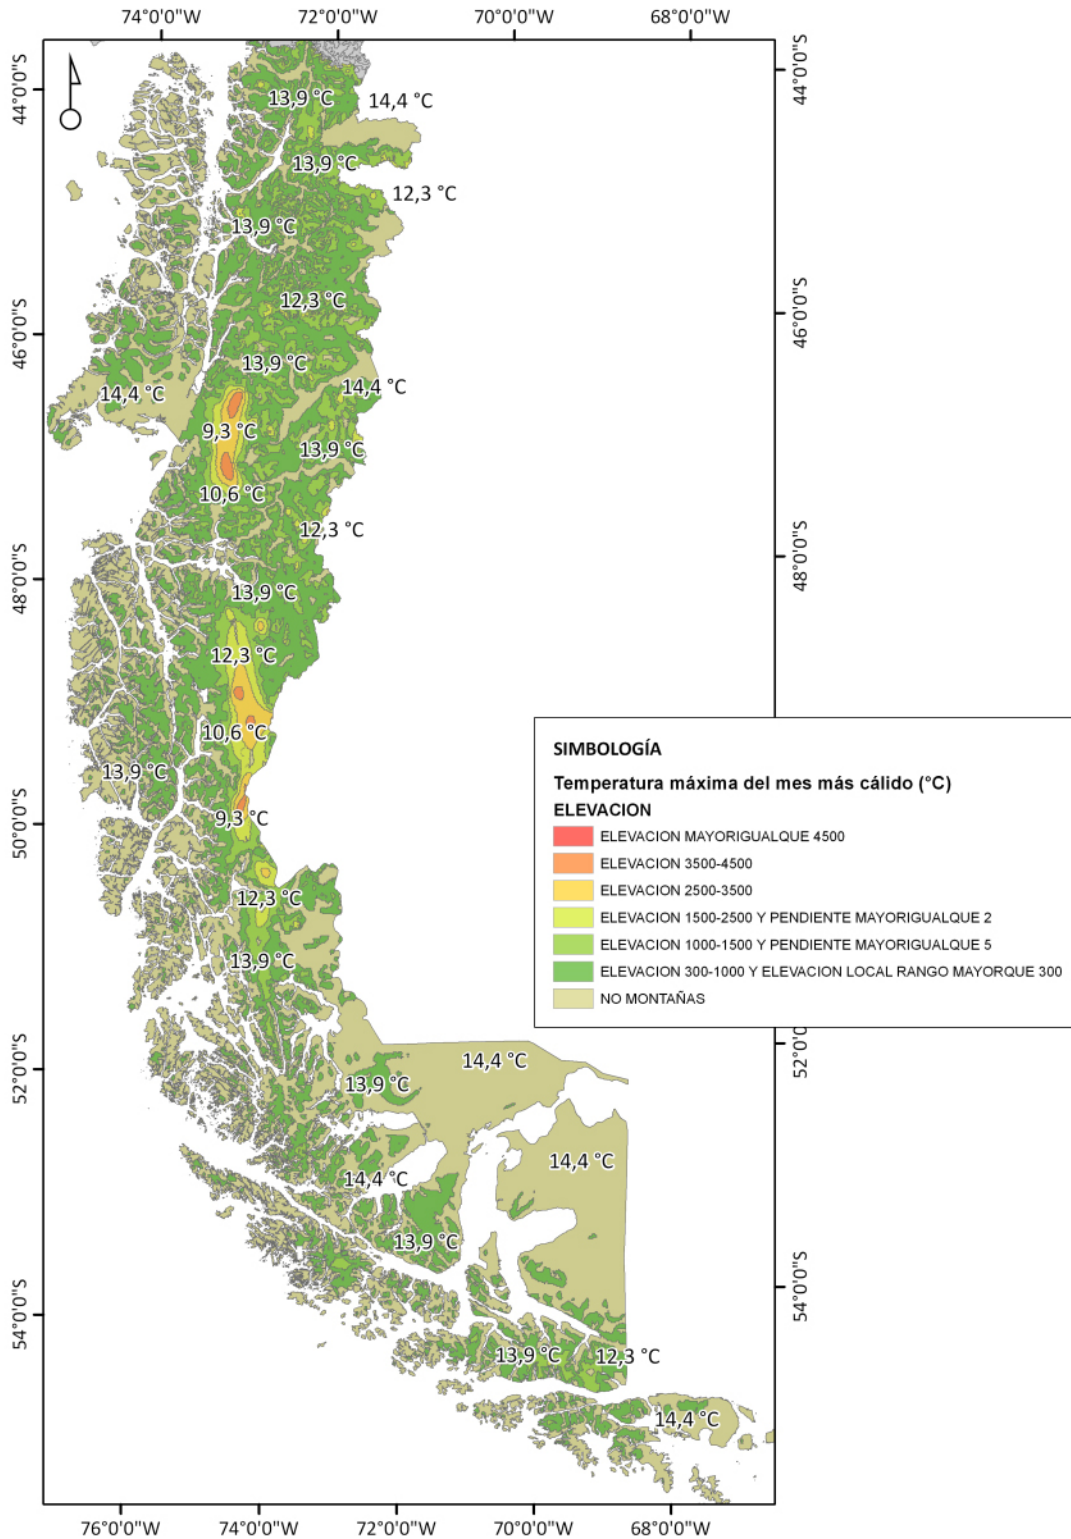 74°0'0"W 72°0'0"W 70°0'0"W 68°0'0"W
44°0'0"S
44°0'0"S
13,9 °C
14,4 °C
13,9 °C
12,3 °C
13,9 °C
12,3 °C
46°0'0"S
46°0'0"S
13,9 °C
14,4 °C
14,4 °C
9,3 °C
13,9 °C
10,6 °C
12,3 °C
48°0'0"S
48°0'0"S
13,9 °C
12,3 °C
10,6 °C
13,9 °C
9,3 °C
50°0'0"S
SIMBOLOGÍA
Temperatura máxima del mes más cálido (°C)
ELEVACION
ELEVACION MAYORIGUALQUE 4500
ELEVACION 3500-4500
ELEVACION 2500-3500
ELEVACION 1500-2500 Y PENDIENTE MAYORIGUALQUE 2
ELEVACION 1000-1500 Y PENDIENTE MAYORIGUALQUE 5
ELEVACION 300-1000 Y ELEVACION LOCAL RANGO MAYORQUE 300
NO MONTAÑAS
12,3 °C
13,9 °C
52°0'0"S
14,4 °C
13,9 °C
14,4 °C
14,4 °C
13,9 °C
54°0'0"S
54°0'0"S
13,9 °C
12,3 °C
14,4 °C
76°0'0"W 74°0'0"W 72°0'0"W 70°0'0"W 68°0'0"W